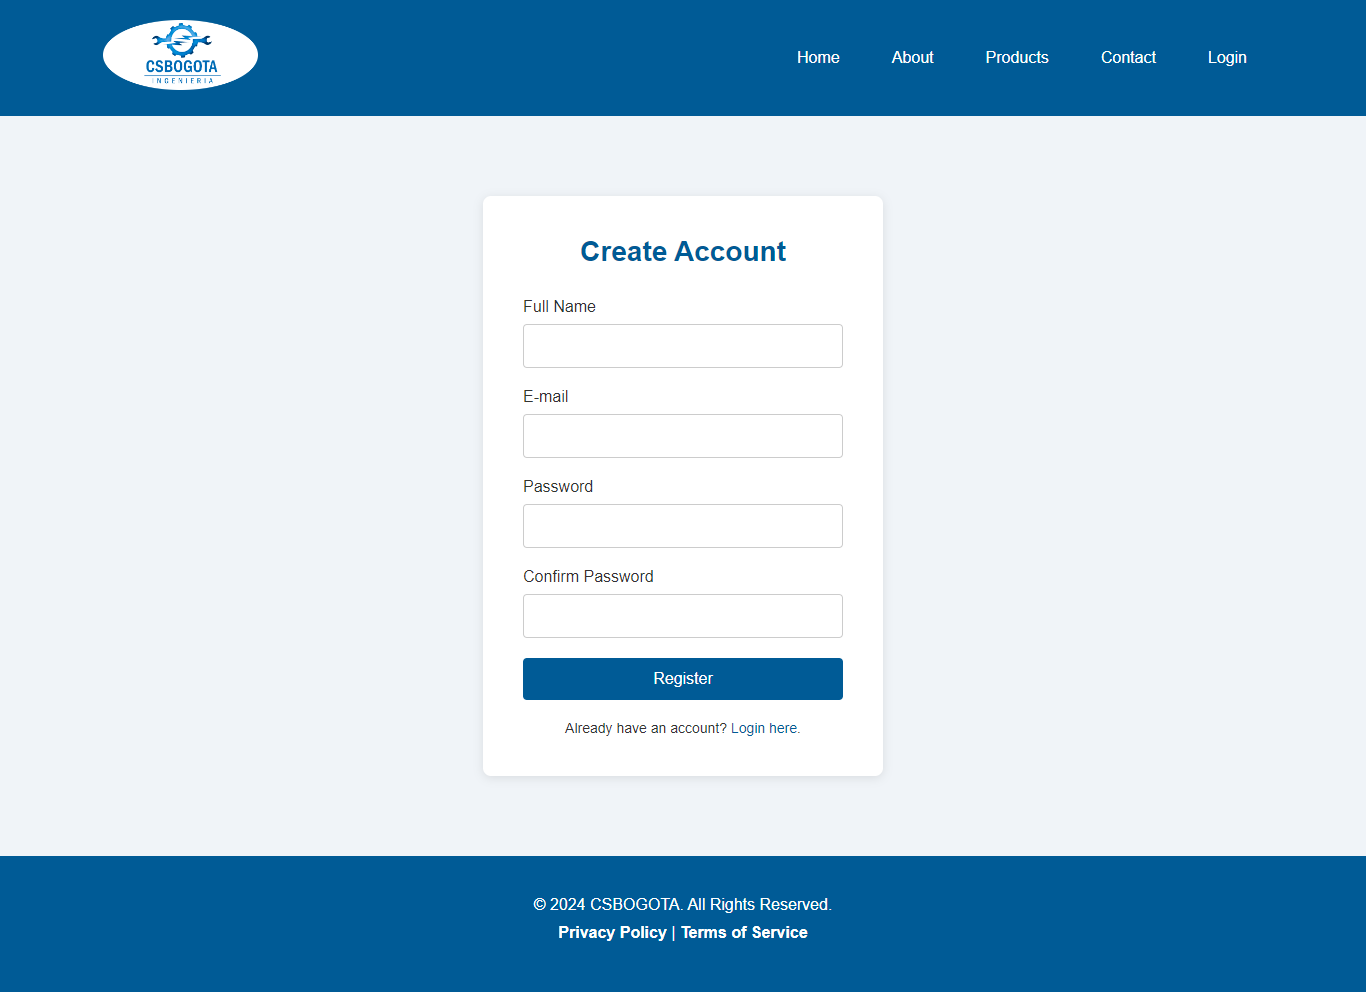 CSBOGOTA
INGENIERIA
Home About Products Contact Login
Create Account
Full Name
E-mail
Password
Confirm Password
Register
Already have an account? Login here.
© 2024 CSBOGOTA. All Rights Reserved.
Privacy Policy | Terms of Service